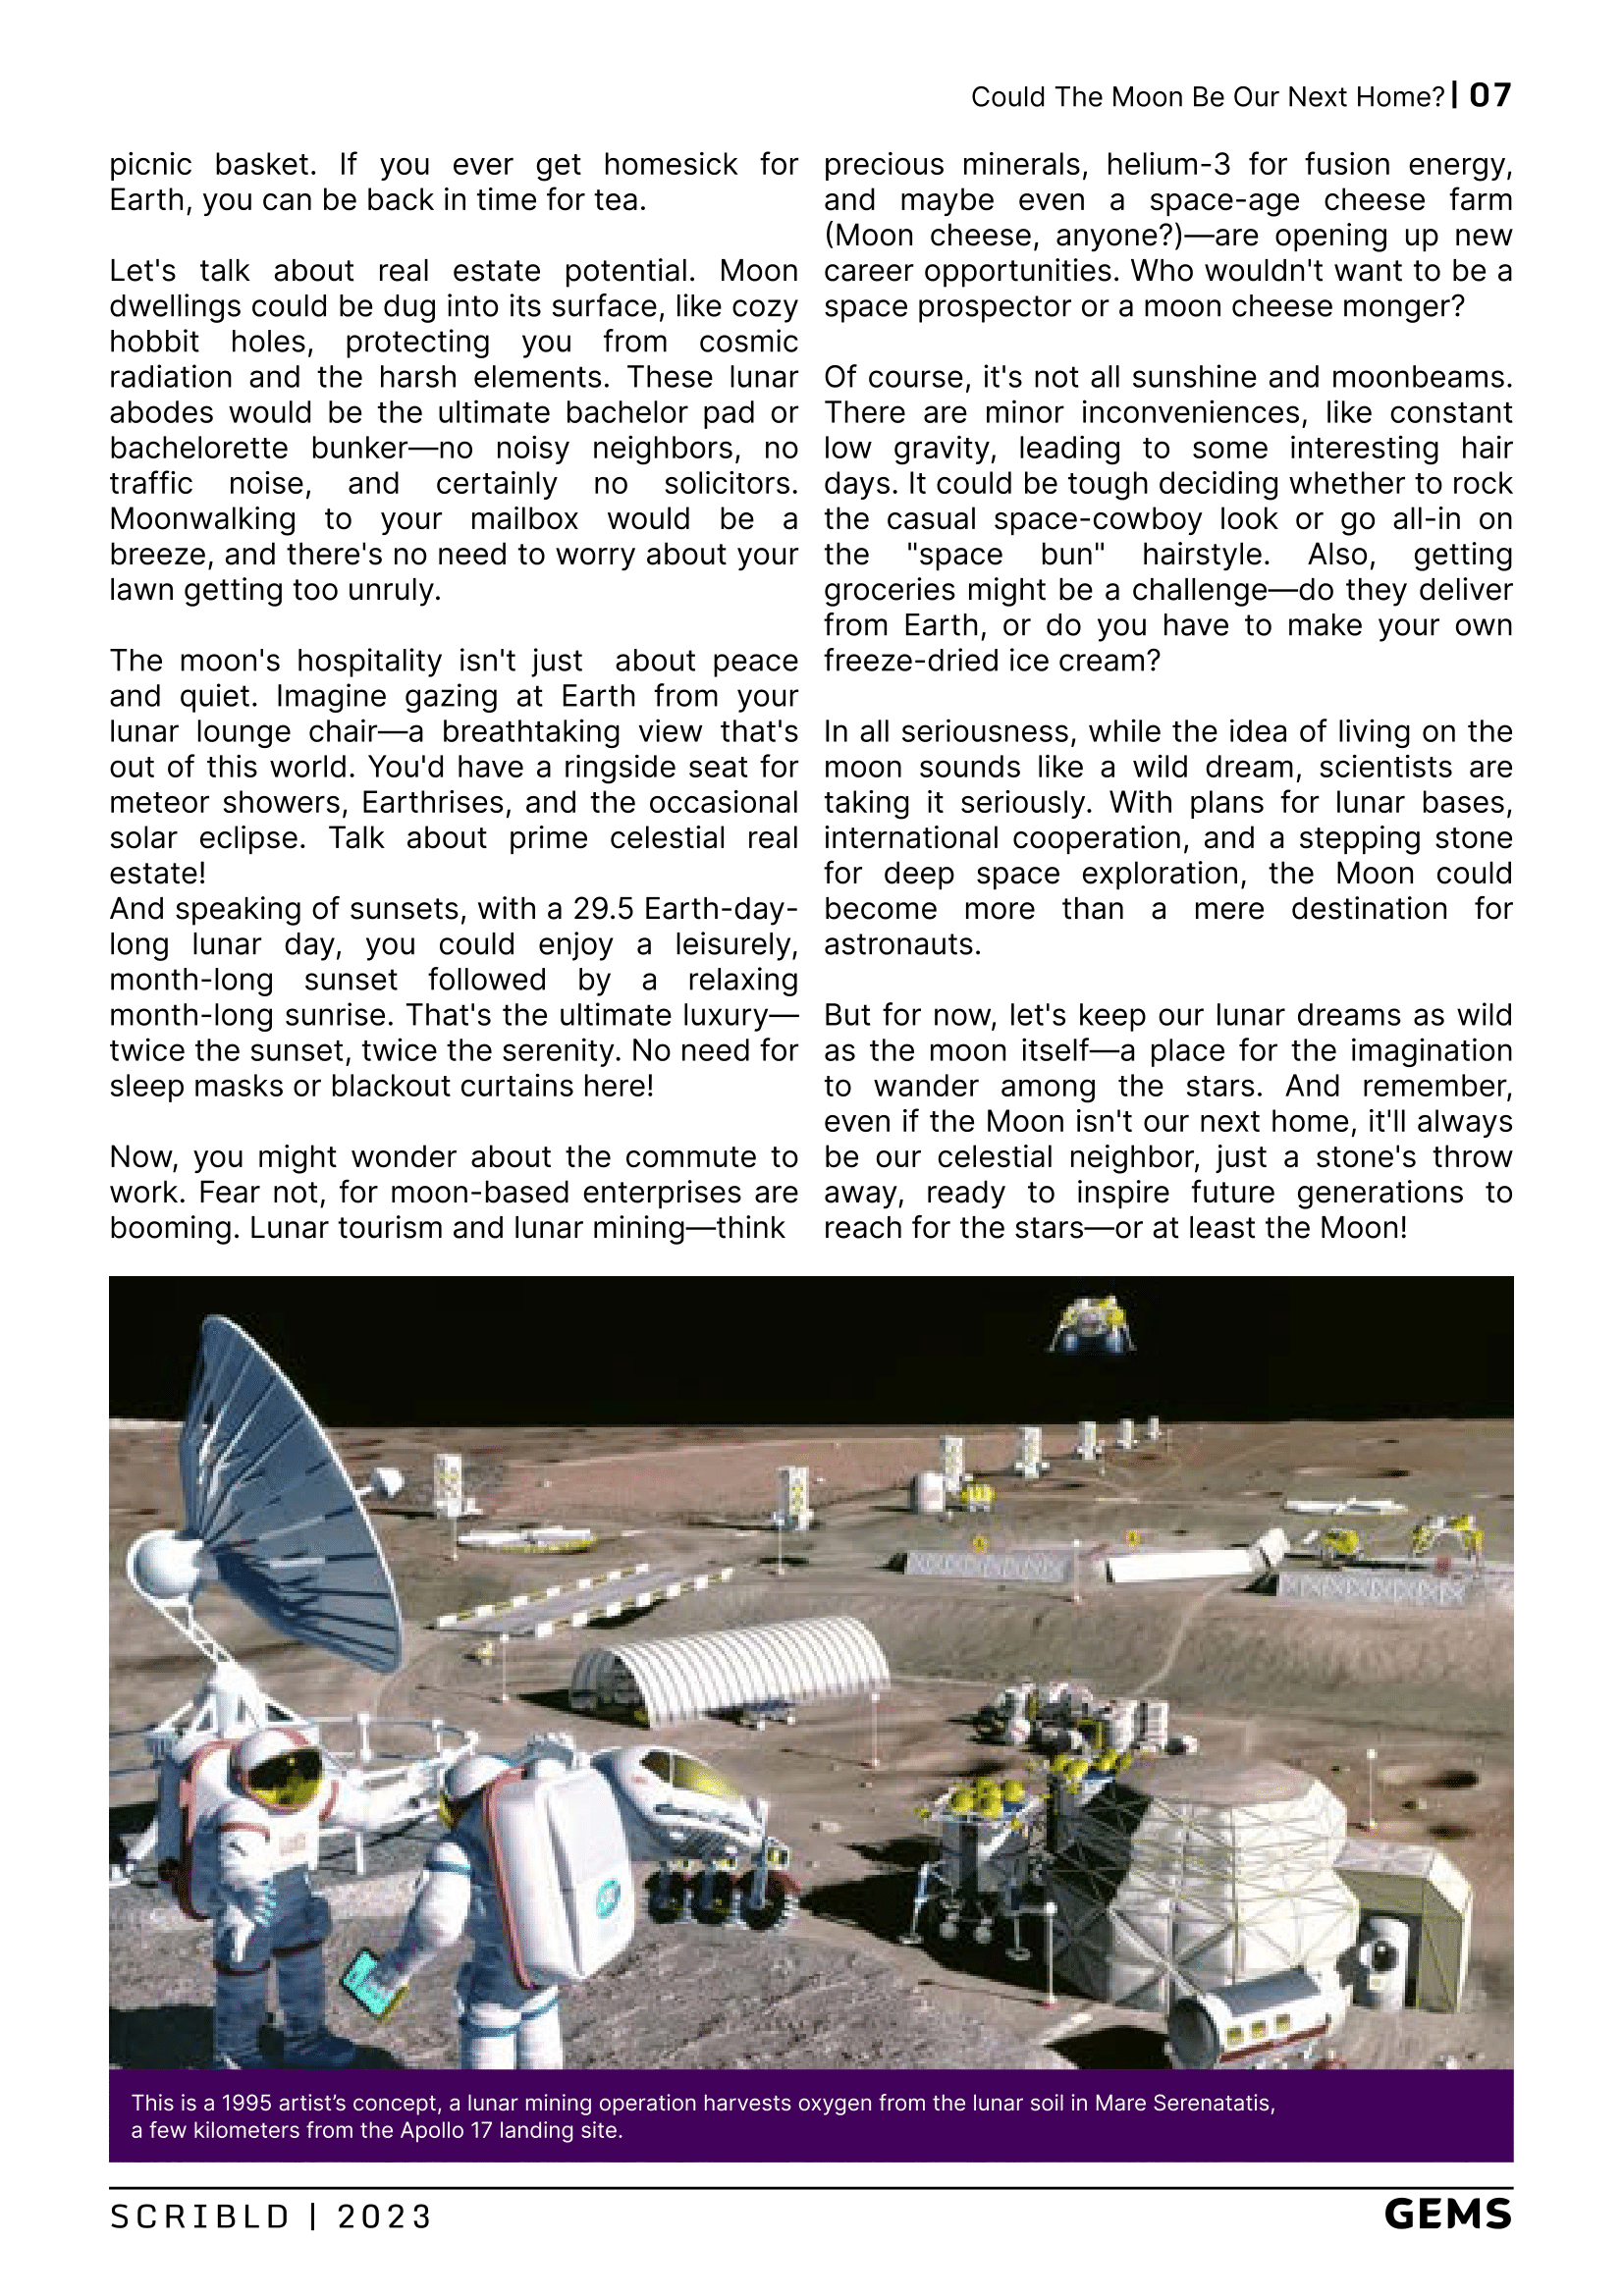 Could The Moon Be Our Next Home? | 07
picnic basket. If you ever get homesick for
Earth, you can be back in time for tea.
Let's talk about real estate potential. Moon
dwellings could be dug into its surface, like cozy
hobbit holes, protecting you from cosmic
radiation and the harsh elements. These lunar
abodes would be the ultimate bachelor pad or
bachelorette bunker—no noisy neighbors, no
traffic noise, and certainly no solicitors.
Moonwalking to your mailbox would be a
breeze, and there's no need to worry about your
lawn getting too unruly.
The moon's hospitality isn't just about peace
and quiet. Imagine gazing at Earth from your
lunar lounge chair—a breathtaking view that's
out of this world. You'd have a ringside seat for
meteor showers, Earthrises, and the occasional
solar eclipse. Talk about prime celestial real
estate!
And speaking of sunsets, with a 29.5 Earth-day-
long lunar day, you could enjoy a leisurely,
month-long sunset followed by a relaxing
month-long sunrise. That's the ultimate luxury—
twice the sunset, twice the serenity. No need for
sleep masks or blackout curtains here!
Now, you might wonder about the commute to
work. Fear not, for moon-based enterprises are
booming. Lunar tourism and lunar mining—think
precious minerals, helium-3 for fusion energy,
and maybe even a space-age cheese farm
(Moon cheese, anyone?)—are opening up new
career opportunities. Who wouldn't want to be a
space prospector or a moon cheese monger?
Of course, it's not all sunshine and moonbeams.
There are minor inconveniences, like constant
low gravity, leading to some interesting hair
days. It could be tough deciding whether to rock
the casual space-cowboy look or go all-in on
the "space bun" hairstyle. Also, getting
groceries might be a challenge—do they deliver
from Earth, or do you have to make your own
freeze-dried ice cream?
In all seriousness, while the idea of living on the
moon sounds like a wild dream, scientists are
taking it seriously. With plans for lunar bases,
international cooperation, and a stepping stone
for deep space exploration, the Moon could
become more than a mere destination for
astronauts.
But for now, let's keep our lunar dreams as wild
as the moon itself—a place for the imagination
to wander among the stars. And remember,
even if the Moon isn't our next home, it'll always
be our celestial neighbor, just a stone's throw
away, ready to inspire future generations to
reach for the stars—or at least the Moon!
This is a 1995 artist’s concept, a lunar mining operation harvests oxygen from the lunar soil in Mare Serenatatis,
a few kilometers from the Apollo 17 landing site.
SCRIBLD | 2023
GEMS